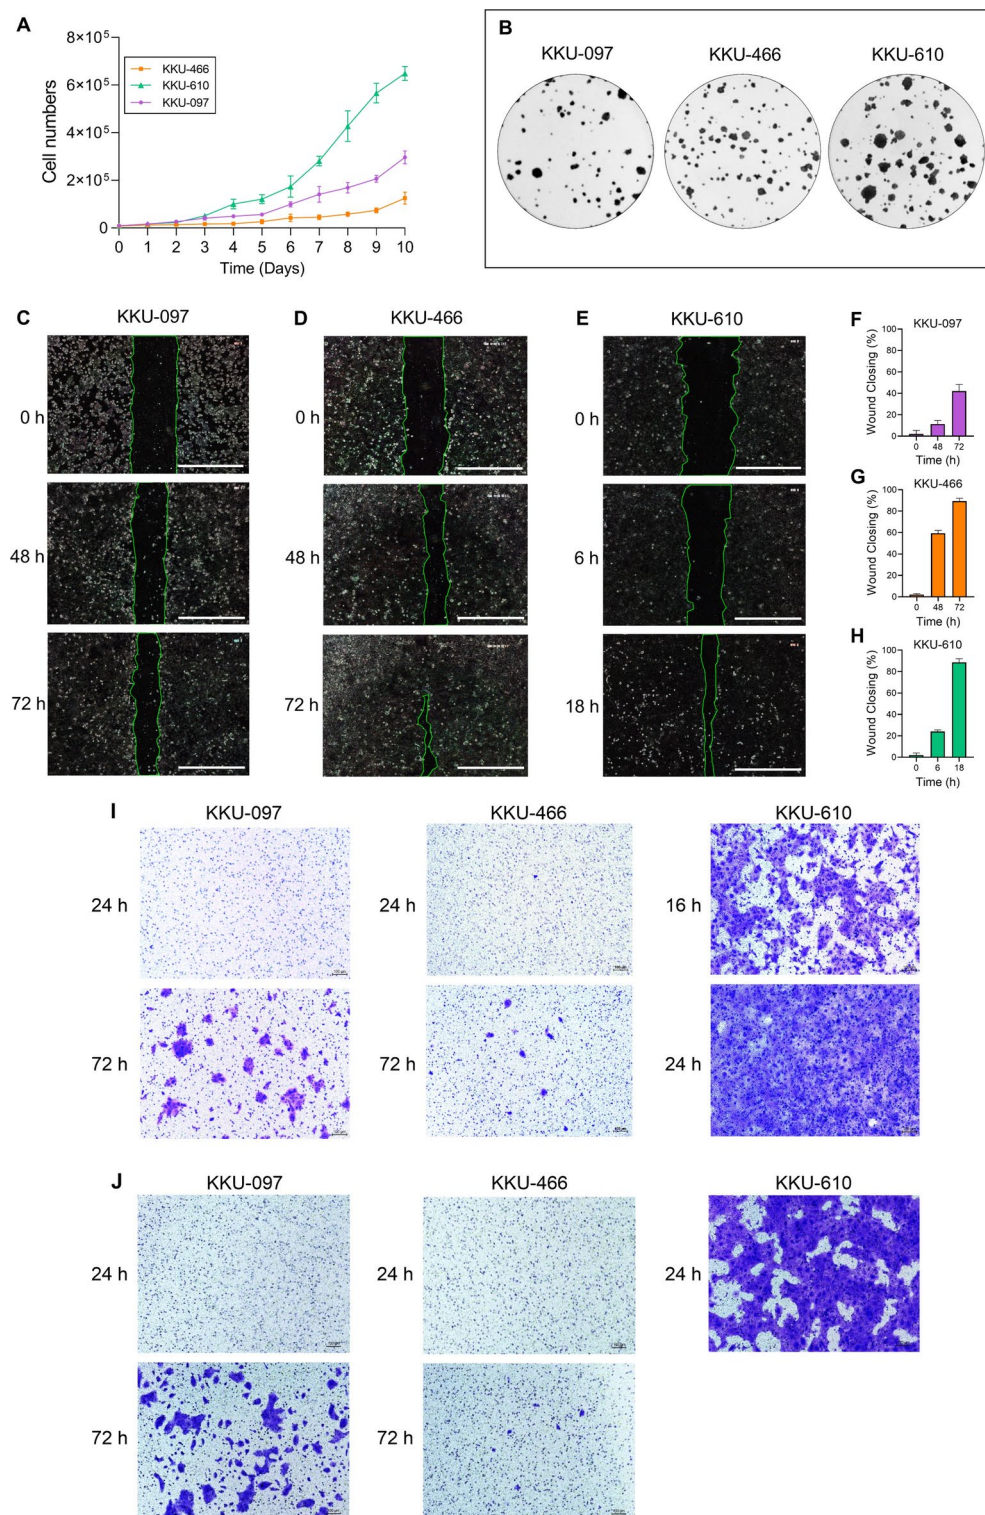 A
8×10⁵
6×10⁵
4×10⁵
2×10⁵
0
Cell numbers
KKU-466
KKU-610
KKU-097
0 1 2 3 4 5 6 7 8 9 10
Time (Days)
B
KKU-097 KKU-466 KKU-610
C KKU-097
0 h
48 h
72 h
D KKU-466
0 h
48 h
72 h
E KKU-610
0 h
6 h
18 h
F
KKU-097
Wound Closing (%)
100
80
60
40
20
0
0 48 72
Time (h)
G
KKU-466
Wound Closing (%)
100
80
60
40
20
0
0 48 72
Time (h)
H
KKU-610
Wound Closing (%)
100
80
60
40
20
0
0 6 18
Time (h)
I
KKU-097 KKU-466 KKU-610
24 h 24 h 16 h
72 h 72 h 24 h
J
KKU-097 KKU-466 KKU-610
24 h 24 h 24 h
72 h 72 h